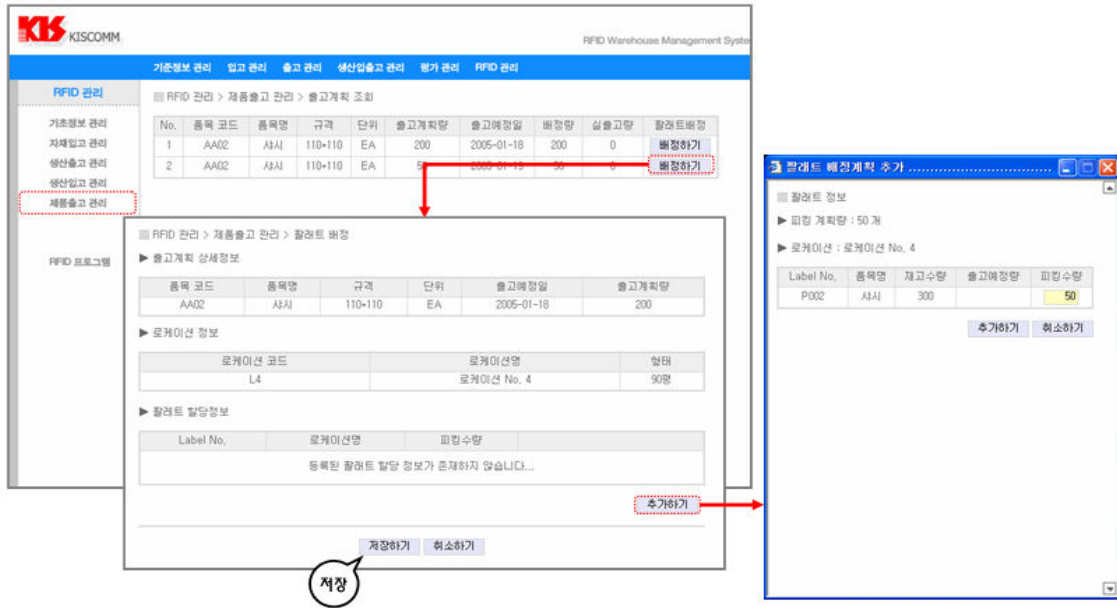 KIS KISCOMM
RFID Warehouse Management Syste
기준정보 관리 입고 관리 출고 관리 생산입출고 관리 평가 관리 RFID 관리
RFID 관리
기초정보 관리
자재입고 관리
생산출고 관리
생산입고 관리
제품출고 관리
RFID 프로그램
RFID 관리 > 제품출고 관리 > 출고계획 조회
No. 품목 코드 품목명 규격 단위 출고계획량 출고예정일 배정량 실출고량 팔래트배정
1 AA02 샤시 110*110 EA 200 2005-01-18 200 0 배정하기
2 AA02 샤시 110*110 EA 50 2005-01-19 50 0 배정하기
RFID 관리 > 제품출고 관리 > 팔래트 배정
▶ 출고계획 상세정보
품목 코드 품목명 규격 단위 출고예정일 출고계획량
AA02 샤시 110*110 EA 2005-01-18 200
▶ 로케이션 정보
로케이션 코드 로케이션명 형태
L4 로케이션 No. 4 90평
▶ 팔레트 할당정보
Label No. 로케이션명 피킹수량
등록된 팔래트 할당 정보가 존재하지 않습니다...
추가하기
저장하기 취소하기
저장
팔래트 배정계획 추가 ................................ ...
팔래트 정보
▶ 피킹 계획량 : 50 개
▶ 로케이션 : 로케이션 No. 4
Label No. 품목명 재고수량 출고예정량 피킹수량
P002 샤시 300 50
추가하기 취소하기